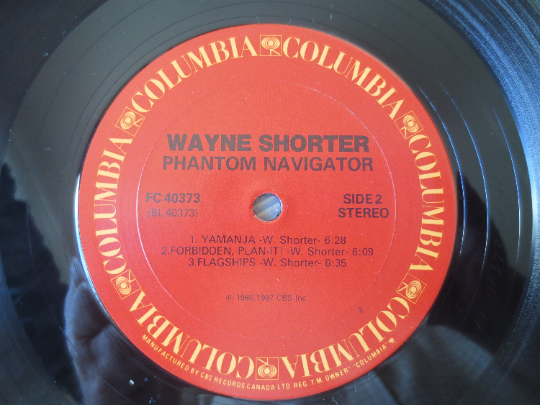 COLUMBIA COLUMBIA COLUMBIA COLUMBIA COLUMBIA COLUMBIA
WAYNE SHORTER
PHANTOM NAVIGATOR
FC 40373
(BL 40373)
SIDE 2
STEREO
1. YAMANJA -W. Shorter- 6:28
2.FORBIDDEN, PLAN-IT! -W. Shorter- 6:09
3.FLAGSHIPS -W. Shorter- 6:35
℗ 1986,1987 CBS Inc.
MANUFACTURED BY CBS RECORDS CANADA LTD REG. T.M. OWNER "COLUMBIA"